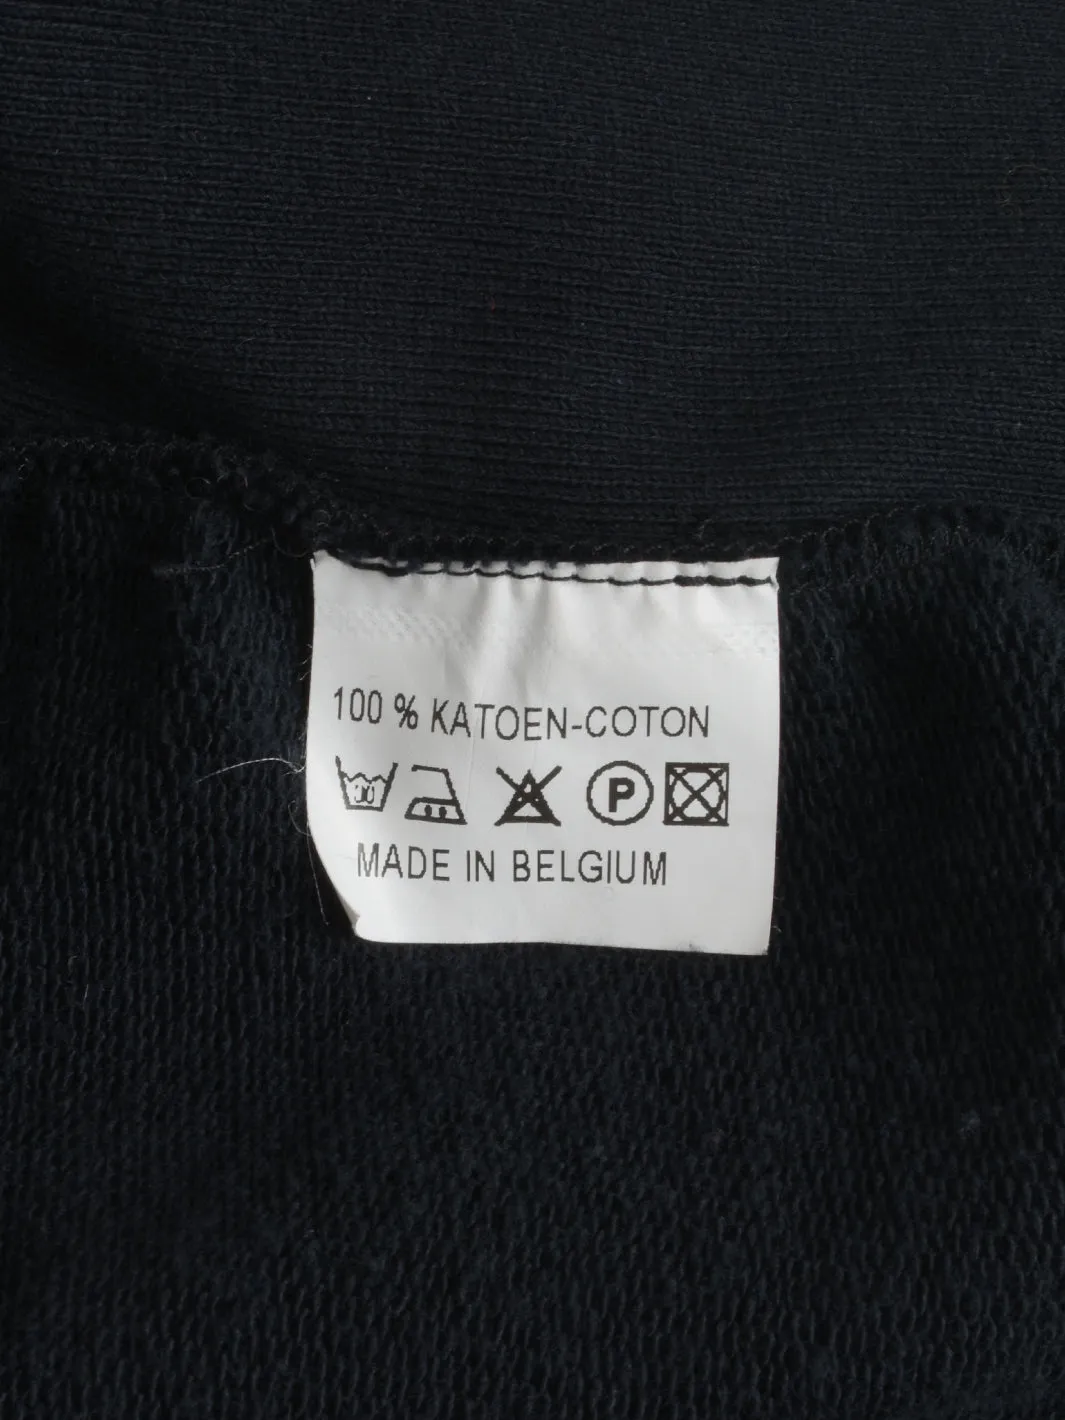 100 % KATOEN-COTON
P
MADE IN BELGIUM